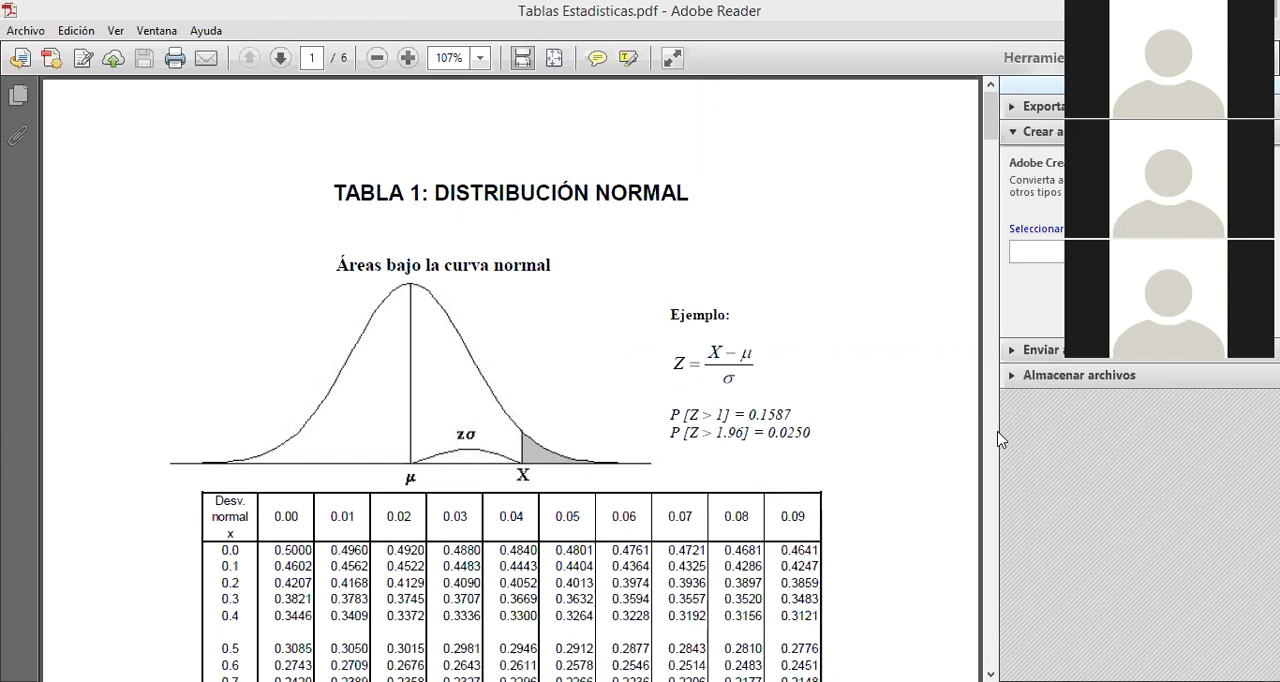 Tablas Estadisticas.pdf - Adobe Reader
Archivo Edición Ver Ventana Ayuda
1 / 6 107%
TABLA 1: DISTRIBUCIÓN NORMAL
Áreas bajo la curva normal
Ejemplo:
Z = X − μ / σ
P [Z > 1] = 0.1587
P [Z > 1.96] = 0.0250
zσ
μ X
Desv. normal x 0.00 0.01 0.02 0.03 0.04 0.05 0.06 0.07 0.08 0.09
0.0 0.5000 0.4960 0.4920 0.4880 0.4840 0.4801 0.4761 0.4721 0.4681 0.4641
0.1 0.4602 0.4562 0.4522 0.4483 0.4443 0.4404 0.4364 0.4325 0.4286 0.4247
0.2 0.4207 0.4168 0.4129 0.4090 0.4052 0.4013 0.3974 0.3936 0.3897 0.3859
0.3 0.3821 0.3783 0.3745 0.3707 0.3669 0.3632 0.3594 0.3557 0.3520 0.3483
0.4 0.3446 0.3409 0.3372 0.3336 0.3300 0.3264 0.3228 0.3192 0.3156 0.3121
0.5 0.3085 0.3050 0.3015 0.2981 0.2946 0.2912 0.2877 0.2843 0.2810 0.2776
0.6 0.2743 0.2709 0.2676 0.2643 0.2611 0.2578 0.2546 0.2514 0.2483 0.2451
Herramie
Exporta
Crear a
Adobe Cre
Convierta a
otros tipos
Seleccionar
Enviar
Almacenar archivos